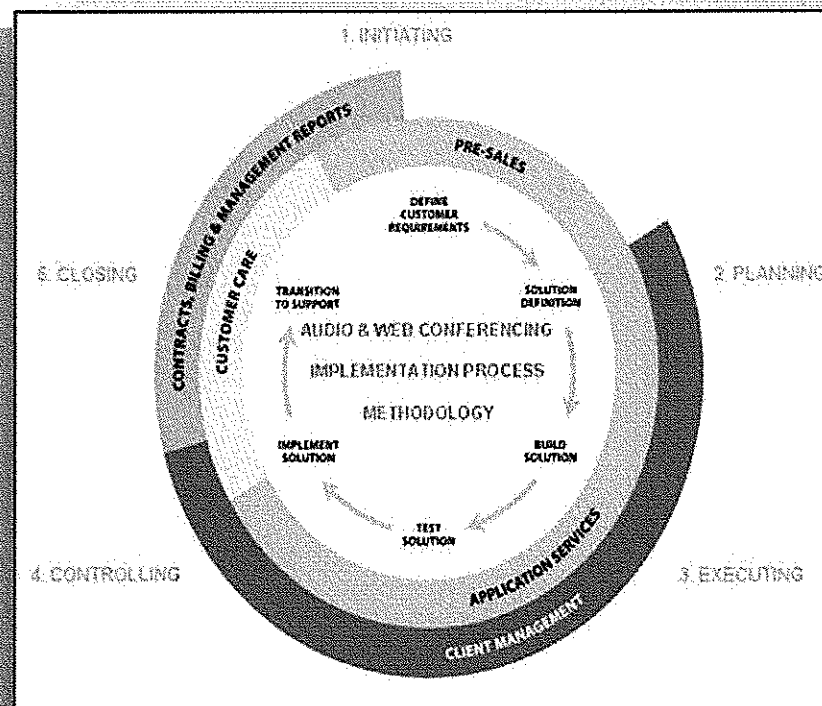 1. INITIATING
CONTRACTS, BILLING & MANAGEMENT REPORTS
PRE-SALES
CUSTOMER CARE
DEFINE
CUSTOMER
REQUIREMENTS
5. CLOSING
2. PLANNING
TRANSITION
TO SUPPORT
SOLUTION
DEFINITION
AUDIO & WEB CONFERENCING
IMPLEMENTATION PROCESS
METHODOLOGY
IMPLEMENT
SOLUTION
BUILD
SOLUTION
TEST
SOLUTION
4. CONTROLLING
3. EXECUTING
APPLICATION SERVICES
CLIENT MANAGEMENT